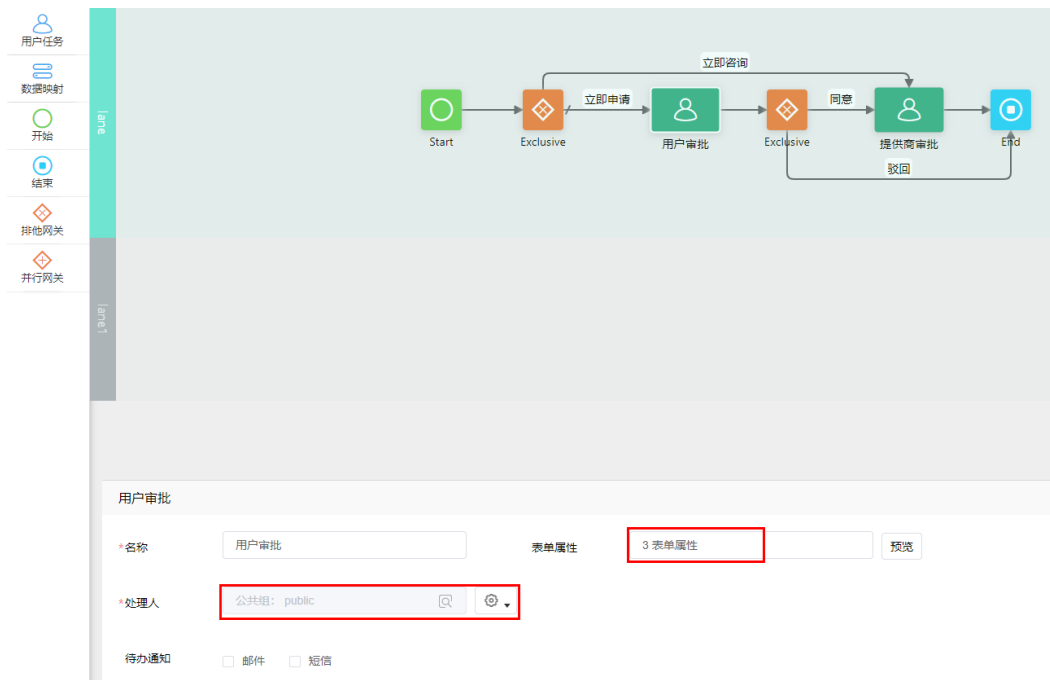 用户任务
数据映射
开始
结束
排他网关
并行网关
lane
立即咨询
立即申请
同意
Start
Exclusive
用户审批
Exclusive
提供商审批
End
驳回
lane1
用户审批
*名称
用户审批
表单属性
3 表单属性
预览
*处理人
公共组: public
待办通知
邮件
短信